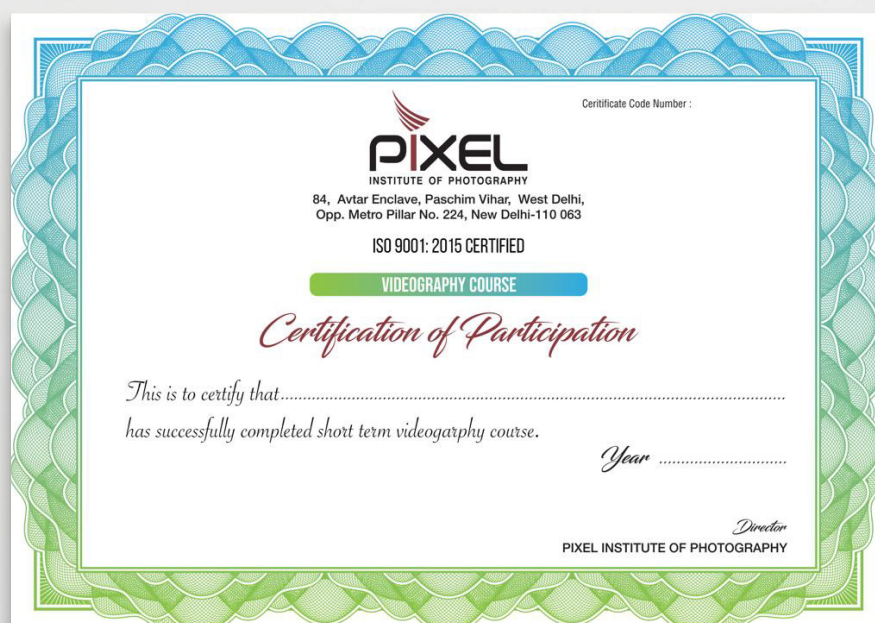 Ceritificate Code Number :
PIXEL
INSTITUTE OF PHOTOGRAPHY
84, Avtar Enclave, Paschim Vihar, West Delhi,
Opp. Metro Pillar No. 224, New Delhi-110 063
ISO 9001: 2015 CERTIFIED
VIDEOGRAPHY COURSE
Certification of Participation
This is to certify that....................................................................................................
has successfully completed short term videogarphy course.
Year ..............................
Director
PIXEL INSTITUTE OF PHOTOGRAPHY